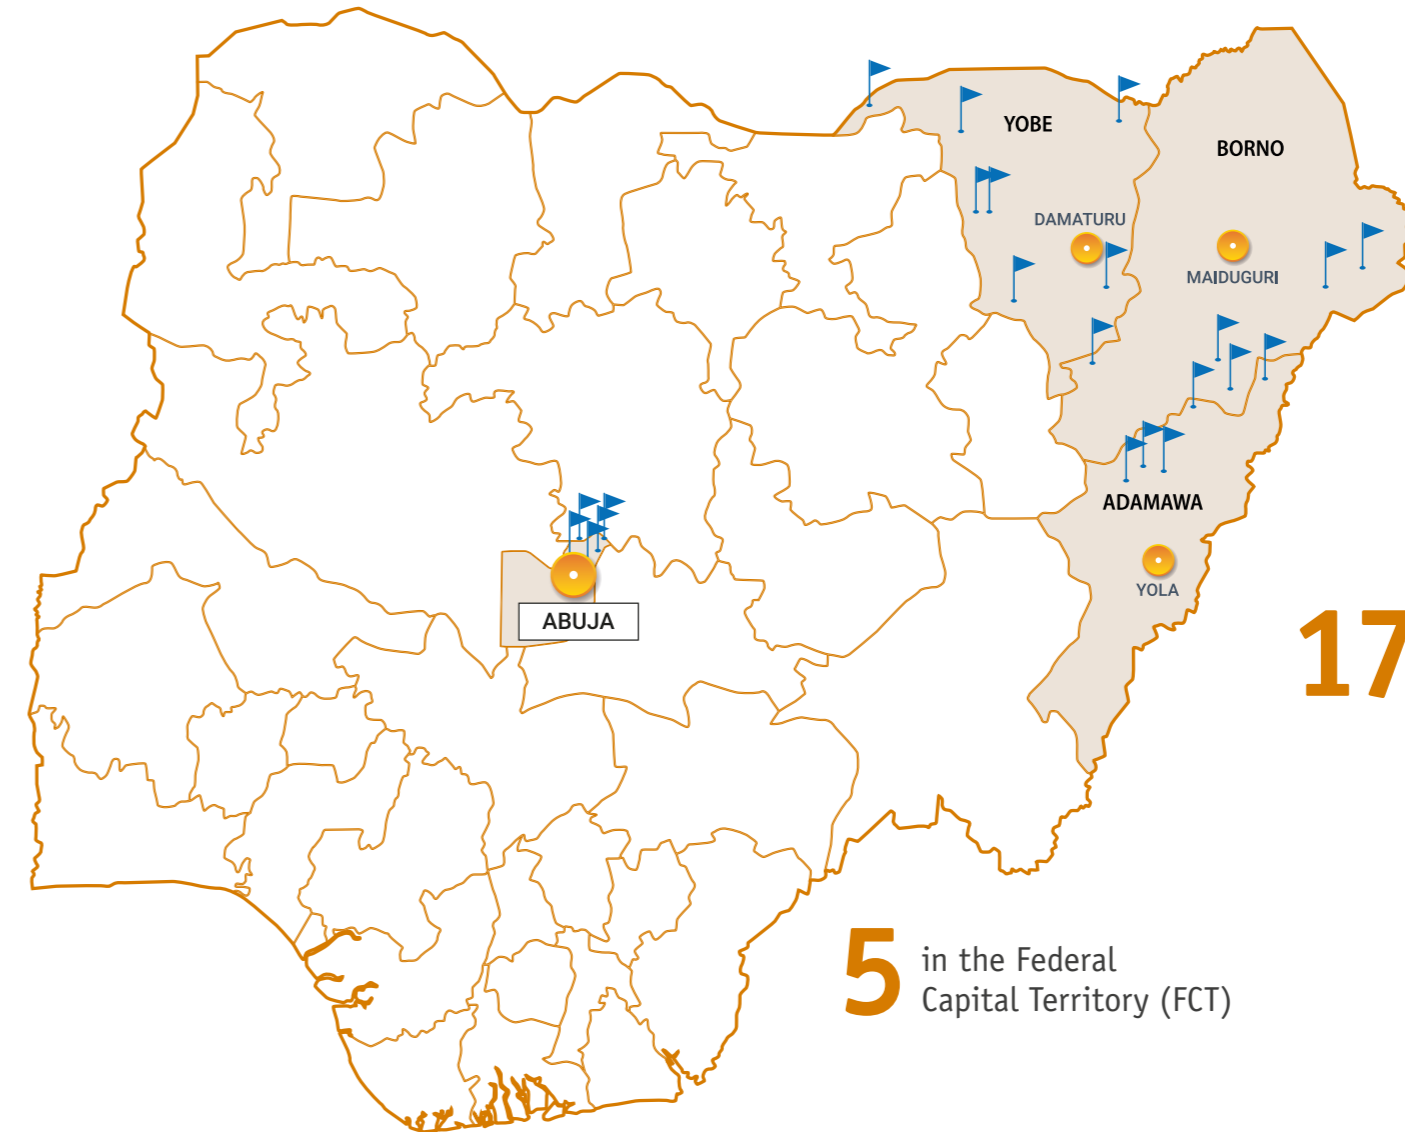 YOBE
BORNO
DAMATURU
MAIDUGURI
ADAMAWA
YOLA
ABUJA
17
5 in the Federal
Capital Territory (FCT)